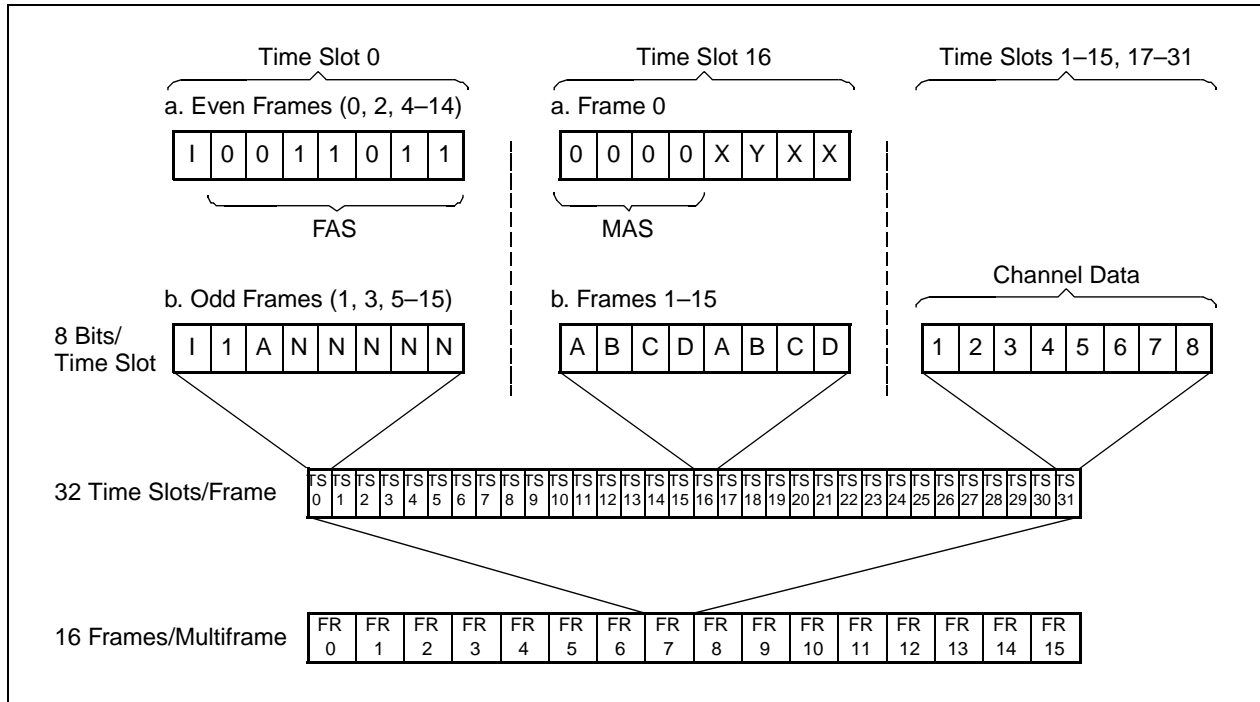 Time Slot 0 Time Slot 16 Time Slots 1–15, 17–31
a. Even Frames (0, 2, 4–14) a. Frame 0
I 0 0 1 1 0 1 1 0 0 0 0 X Y X X
FAS MAS
Channel Data
b. Odd Frames (1, 3, 5–15) b. Frames 1–15
8 Bits/
Time Slot
I 1 A N N N N N A B C D A B C D 1 2 3 4 5 6 7 8
32 Time Slots/Frame
TS TS TS TS TS TS TS TS TS TS TS TS TS TS TS TS TS TS TS TS TS TS TS TS TS TS TS TS TS TS TS TS
0 1 2 3 4 5 6 7 8 9 10 11 12 13 14 15 16 17 18 19 20 21 22 23 24 25 26 27 28 29 30 31
16 Frames/Multiframe
FR FR FR FR FR FR FR FR FR FR FR FR FR FR FR FR
0 1 2 3 4 5 6 7 8 9 10 11 12 13 14 15